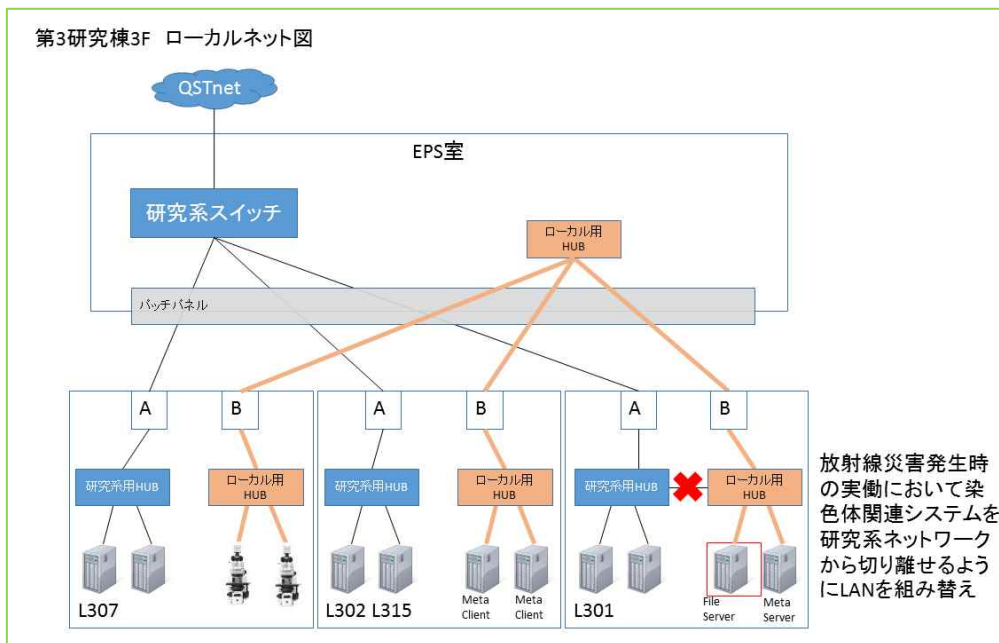 第3研究棟3F ローカルネット図
QSTnet
EPS室
研究系スイッチ
ローカル用
HUB
パッチパネル
A
B
A
B
A
B
研究系用HUB
ローカル用
HUB
研究系用HUB
ローカル用
HUB
研究系用HUB
ローカル用
HUB
L307
L302 L315
Meta
Client
Meta
Client
L301
File
Server
Meta
Server
放射線災害発生時
の実働において染
色体関連システムを
研究系ネットワーク
から切り離せるよう
にLANを組み替え